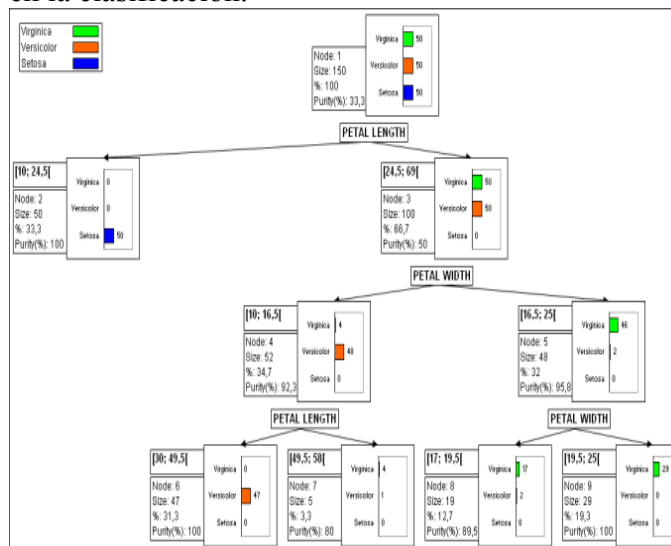 en la clasificación.
Virginica
Versicolor
Setosa
Node: 1
Size: 150
%: 100
Purity(%): 33,3
Virginica 50
Versicolor 50
Setosa 50
PETAL LENGTH
[10; 24,5[
Node: 2
Size: 50
%: 33,3
Purity(%): 100
Virginica 0
Versicolor 0
Setosa 50
[24,5; 69[
Node: 3
Size: 100
%: 66,7
Purity(%): 50
Virginica 50
Versicolor 50
Setosa 0
PETAL WIDTH
[10; 16,5[
Node: 4
Size: 52
%: 34,7
Purity(%): 92,3
Virginica 4
Versicolor 48
Setosa 0
[16,5; 25[
Node: 5
Size: 48
%: 32
Purity(%): 95,8
Virginica 46
Versicolor 2
Setosa 0
PETAL LENGTH
PETAL WIDTH
[30; 49,5[
Node: 6
Size: 47
%: 31,3
Purity(%): 100
Virginica 0
Versicolor 47
Setosa 0
[49,5; 58[
Node: 7
Size: 5
%: 3,3
Purity(%): 80
Virginica 4
Versicolor 1
Setosa 0
[17; 19,5[
Node: 8
Size: 19
%: 12,7
Purity(%): 89,5
Virginica 17
Versicolor 2
Setosa 0
[19,5; 25[
Node: 9
Size: 29
%: 19,3
Purity(%): 100
Virginica 29
Versicolor 0
Setosa 0